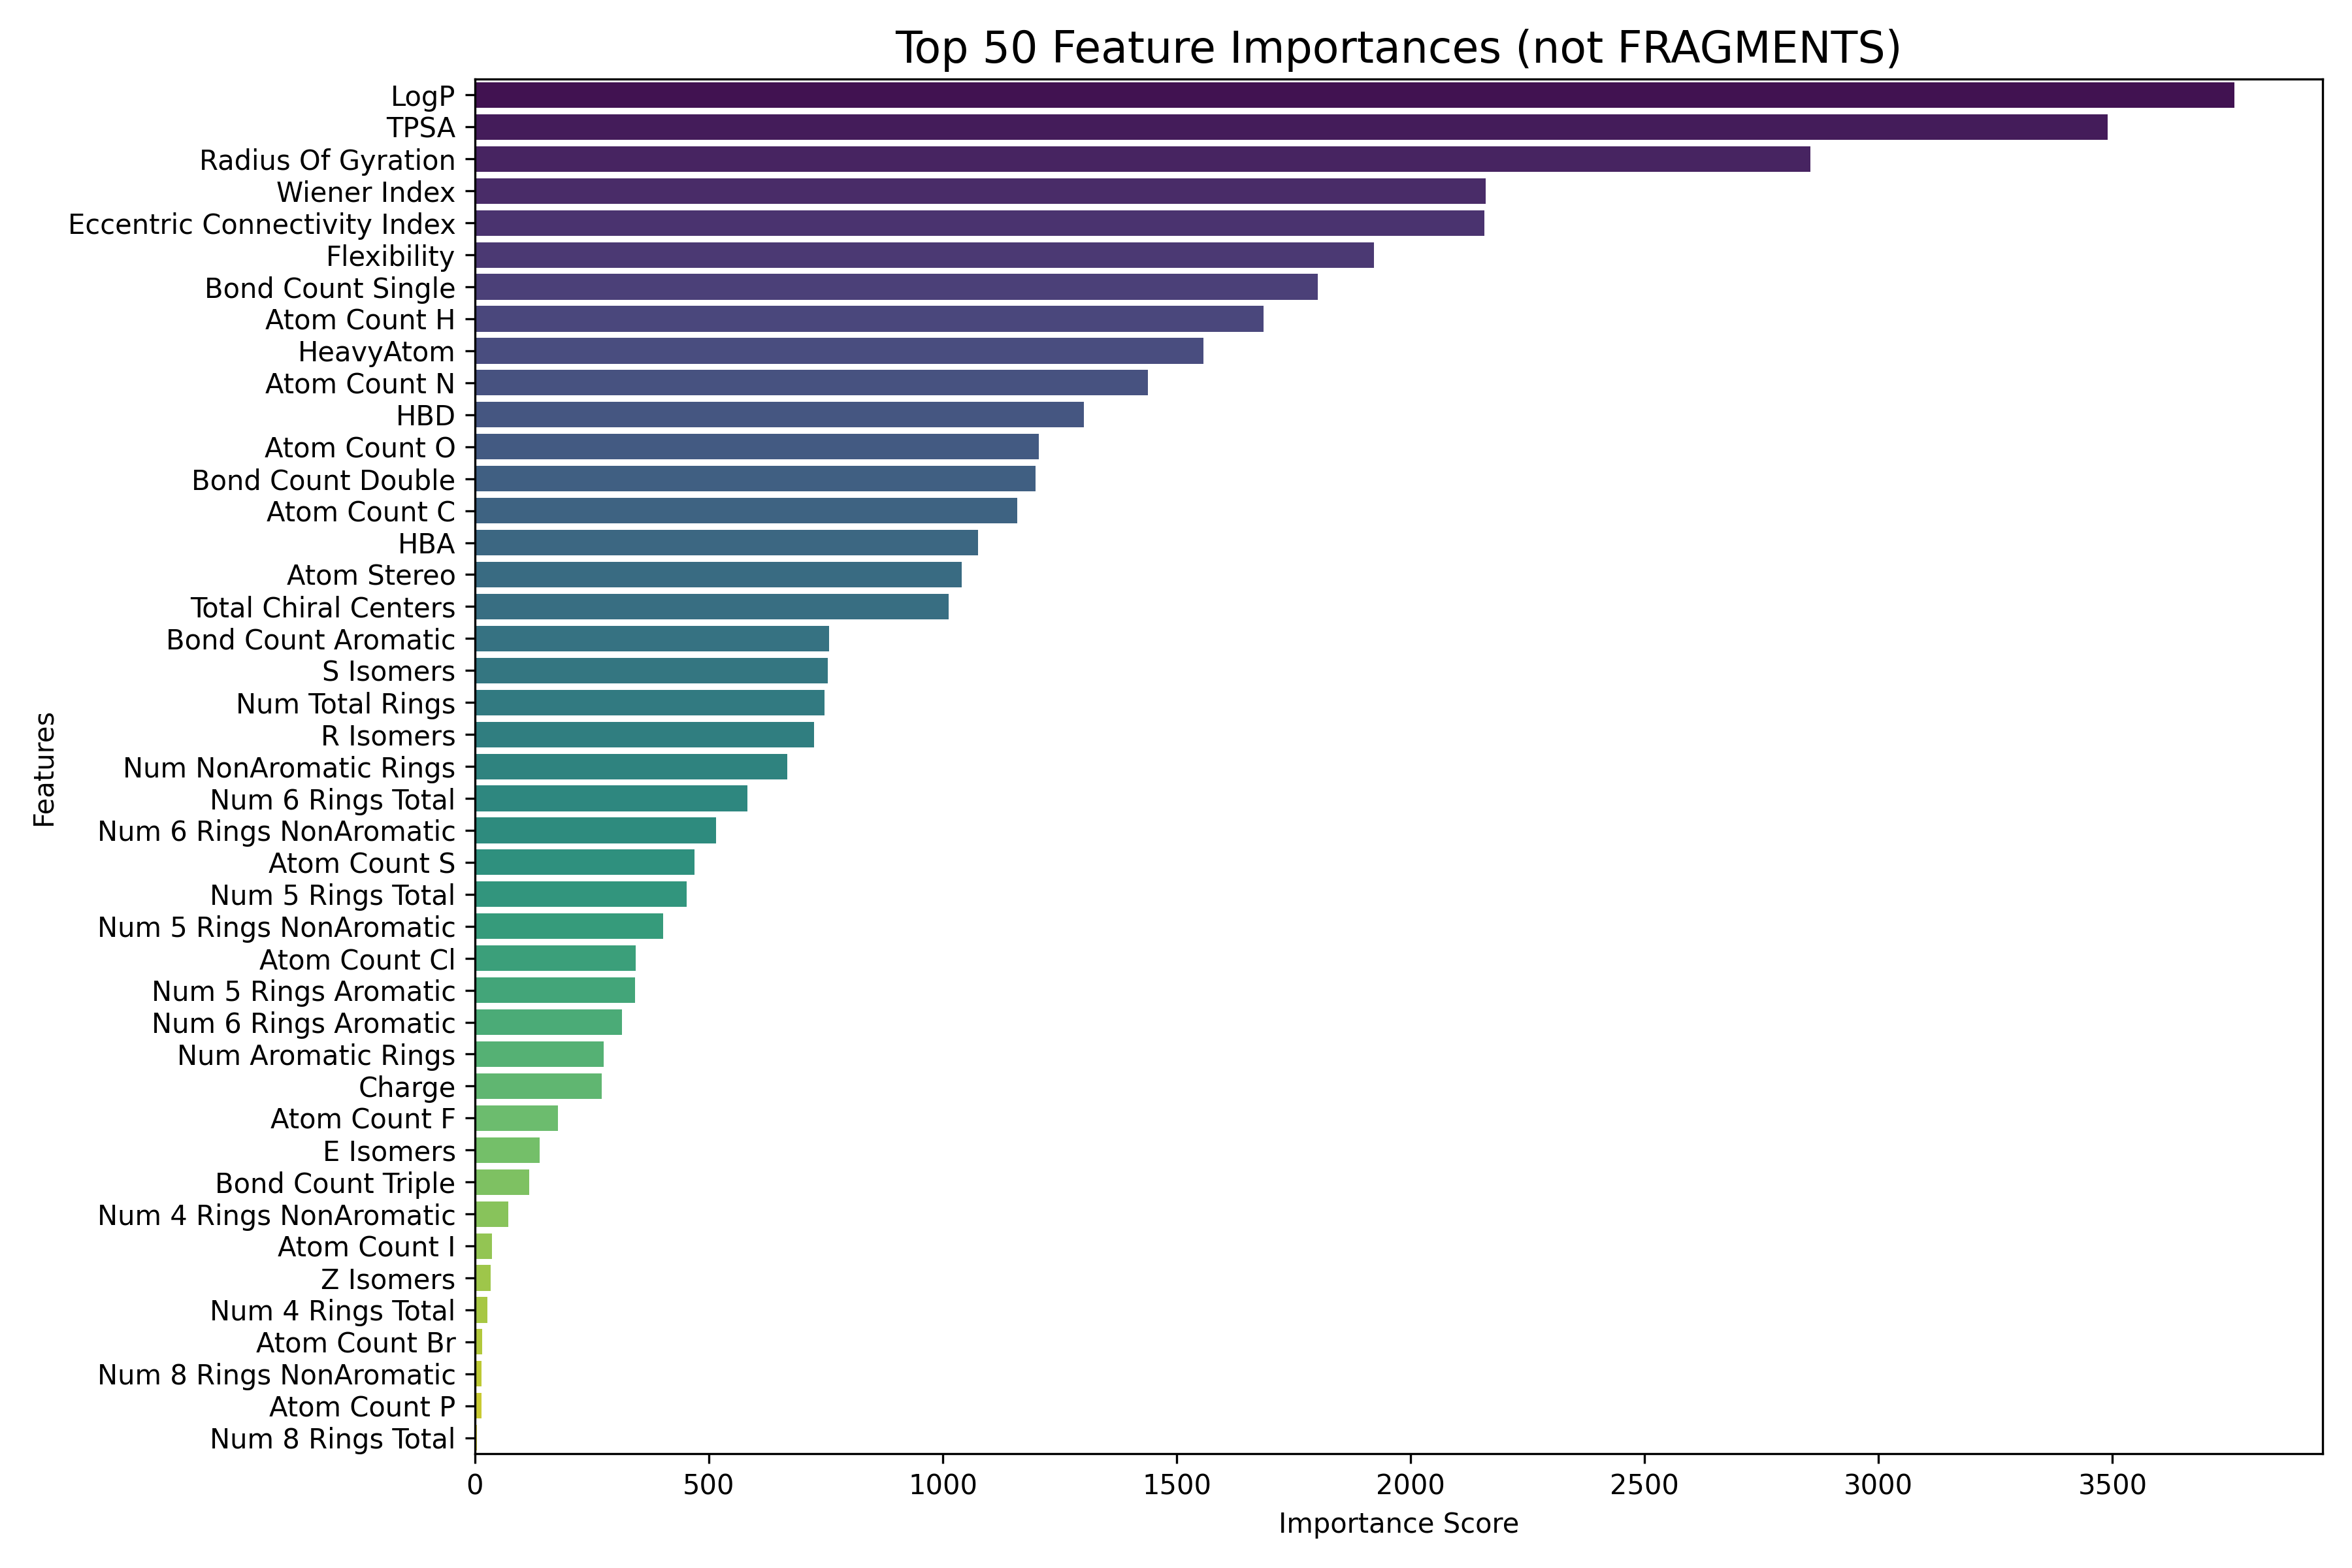 Top 50 Feature Importances (not FRAGMENTS)
LogP
TPSA
Radius Of Gyration
Wiener Index
Eccentric Connectivity Index
Flexibility
Bond Count Single
Atom Count H
HeavyAtom
Atom Count N
HBD
Atom Count O
Bond Count Double
Atom Count C
HBA
Atom Stereo
Total Chiral Centers
Bond Count Aromatic
S Isomers
Num Total Rings
R Isomers
Num NonAromatic Rings
Num 6 Rings Total
Num 6 Rings NonAromatic
Atom Count S
Num 5 Rings Total
Num 5 Rings NonAromatic
Atom Count Cl
Num 5 Rings Aromatic
Num 6 Rings Aromatic
Num Aromatic Rings
Charge
Atom Count F
E Isomers
Bond Count Triple
Num 4 Rings NonAromatic
Atom Count I
Z Isomers
Num 4 Rings Total
Atom Count Br
Num 8 Rings NonAromatic
Atom Count P
Num 8 Rings Total
Features
0 500 1000 1500 2000 2500 3000 3500
Importance Score